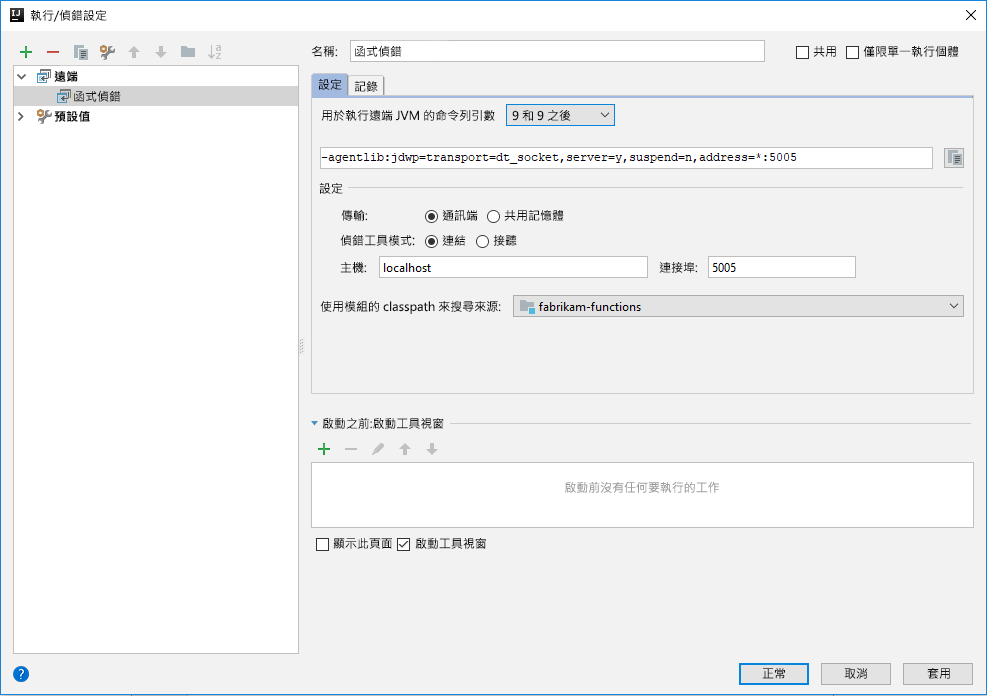 執行/偵錯設定
名稱: 函式偵錯 共用 僅限單一執行個體
遠端
函式偵錯
預設值
設定 記錄
用於執行遠端 JVM 的命令列引數 9 和 9 之後
-agentlib:jdwp=transport=dt_socket,server=y,suspend=n,address=*:5005
設定
傳輸: 通訊端 共用記憶體
偵錯工具模式: 連結 接聽
主機: localhost 連接埠: 5005
使用模組的 classpath 來搜尋來源: fabrikam-functions
啟動之前:啟動工具視窗
啟動前沒有任何要執行的工作
顯示此頁面 啟動工具視窗
正常 取消 套用